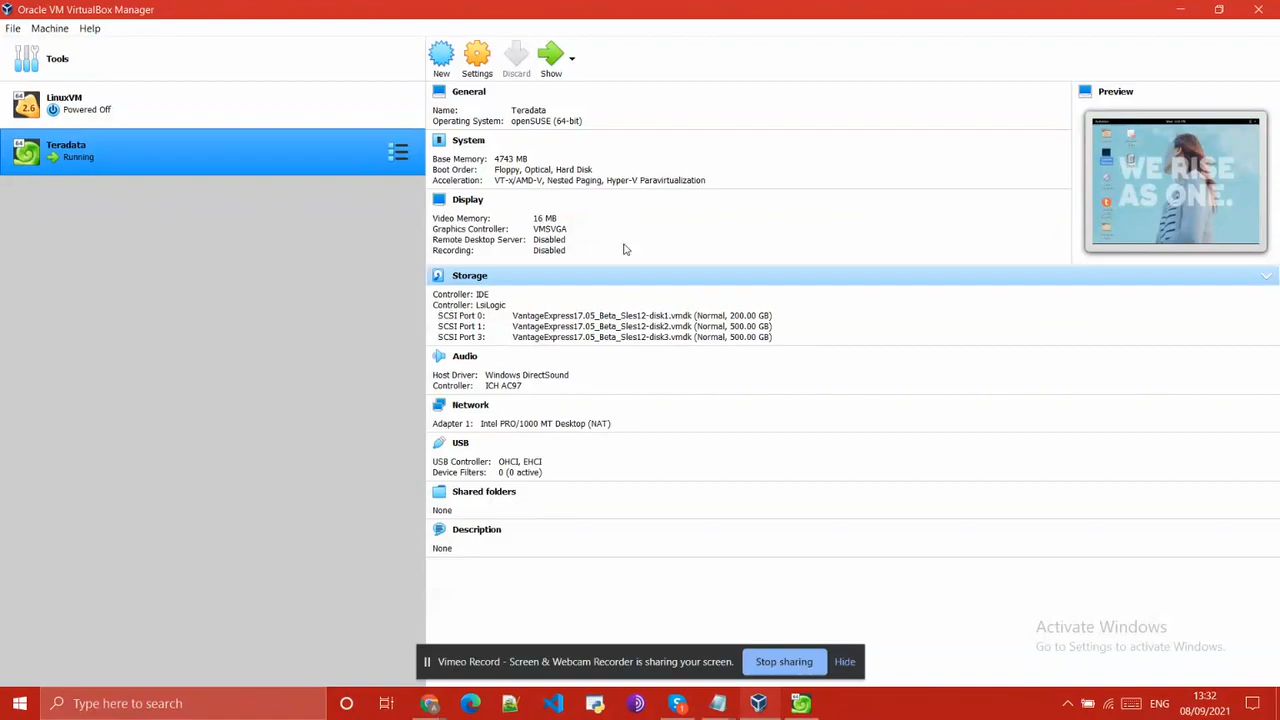 Oracle VM VirtualBox Manager
File Machine Help
Tools
New Settings Discard Show
64
2.6
LinuxVM
Powered Off
64
Teradata
Running
General
Name: Teradata
Operating System: openSUSE (64-bit)
System
Base Memory: 4743 MB
Boot Order: Floppy, Optical, Hard Disk
Acceleration: VT-x/AMD-V, Nested Paging, Hyper-V Paravirtualization
Display
Video Memory: 16 MB
Graphics Controller: VMSVGA
Remote Desktop Server: Disabled
Recording: Disabled
Preview
WE RISE
AS ONE.
Storage
Controller: IDE
Controller: LsiLogic
SCSI Port 0: VantageExpress17.05_Beta_Sles12-disk1.vmdk (Normal, 200.00 GB)
SCSI Port 1: VantageExpress17.05_Beta_Sles12-disk2.vmdk (Normal, 500.00 GB)
SCSI Port 3: VantageExpress17.05_Beta_Sles12-disk3.vmdk (Normal, 500.00 GB)
Audio
Host Driver: Windows DirectSound
Controller: ICH AC97
Network
Adapter 1: Intel PRO/1000 MT Desktop (NAT)
USB
USB Controller: OHCI, EHCI
Device Filters: 0 (0 active)
Shared folders
None
Description
None
Activate Windows
Go to Settings to activate Windows.
Vimeo Record - Screen & Webcam Recorder is sharing your screen. Stop sharing Hide
Type here to search
ENG
13:32
08/09/2021